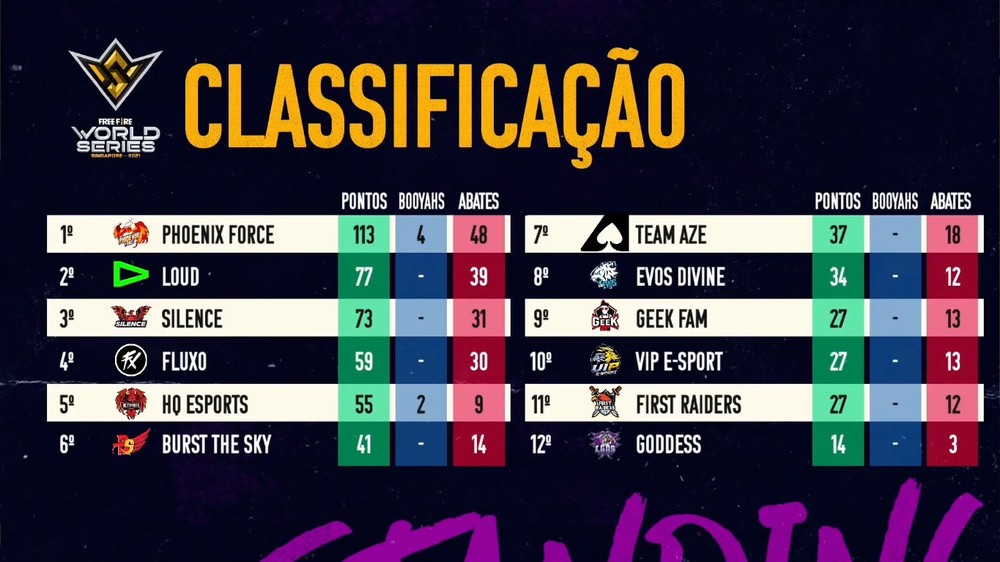 FREE FIRE
WORLD
SERIES
SINGAPORE - 2021
CLASSIFICAÇÃO
PONTOS BOOYAHS ABATES
1º PHOENIX FORCE 113 4 48
2º LOUD 77 - 39
3º SILENCE 73 - 31
4º FLUXO 59 - 30
5º HQ ESPORTS 55 2 9
6º BURST THE SKY 41 - 14
PONTOS BOOYAHS ABATES
7º TEAM AZE 37 - 18
8º EVOS DIVINE 34 - 12
9º GEEK FAM 27 - 13
10º VIP E-SPORT 27 - 13
11º FIRST RAIDERS 27 - 12
12º GODDESS 14 - 3